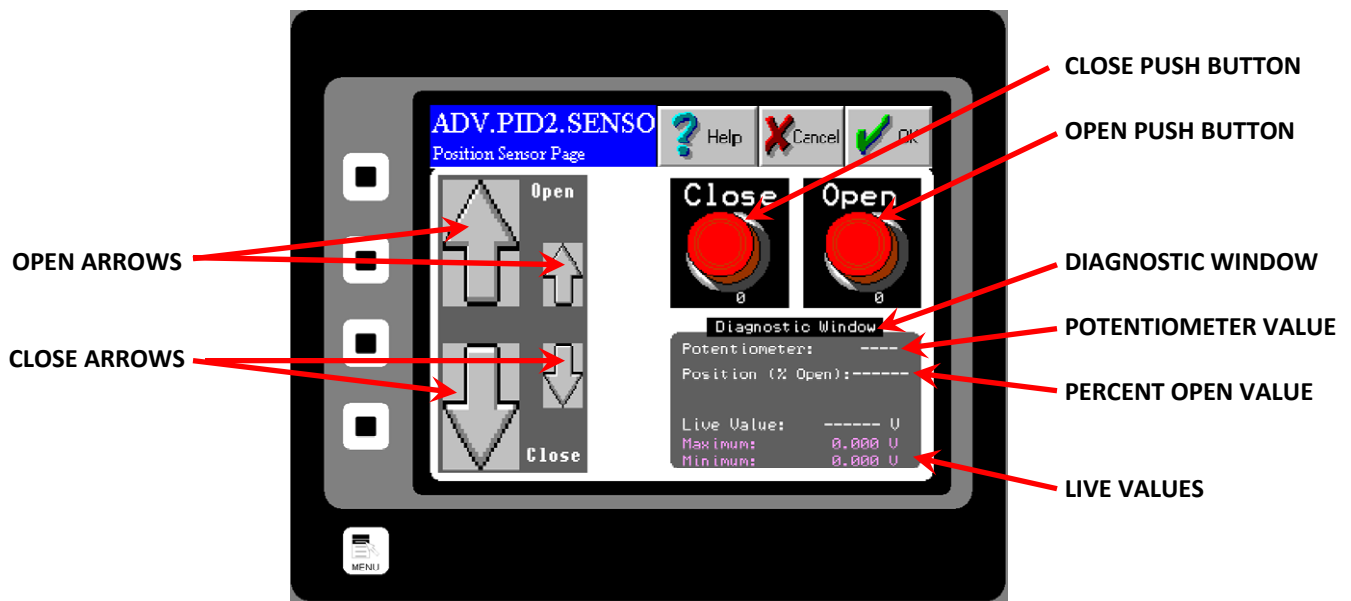 CLOSE PUSH BUTTON
ADV.PID2.SENSO
Position Sensor Page
Help
Cancel
OK
OPEN PUSH BUTTON
Open
Close
Open
0
0
OPEN ARROWS
DIAGNOSTIC WINDOW
Diagnostic Window
POTENTIOMETER VALUE
Potentiometer: ----
CLOSE ARROWS
Position (% Open):------
PERCENT OPEN VALUE
Live Value: ------ V
Maximum: 0.000 V
Close
Minimum: 0.000 V
LIVE VALUES
MENU